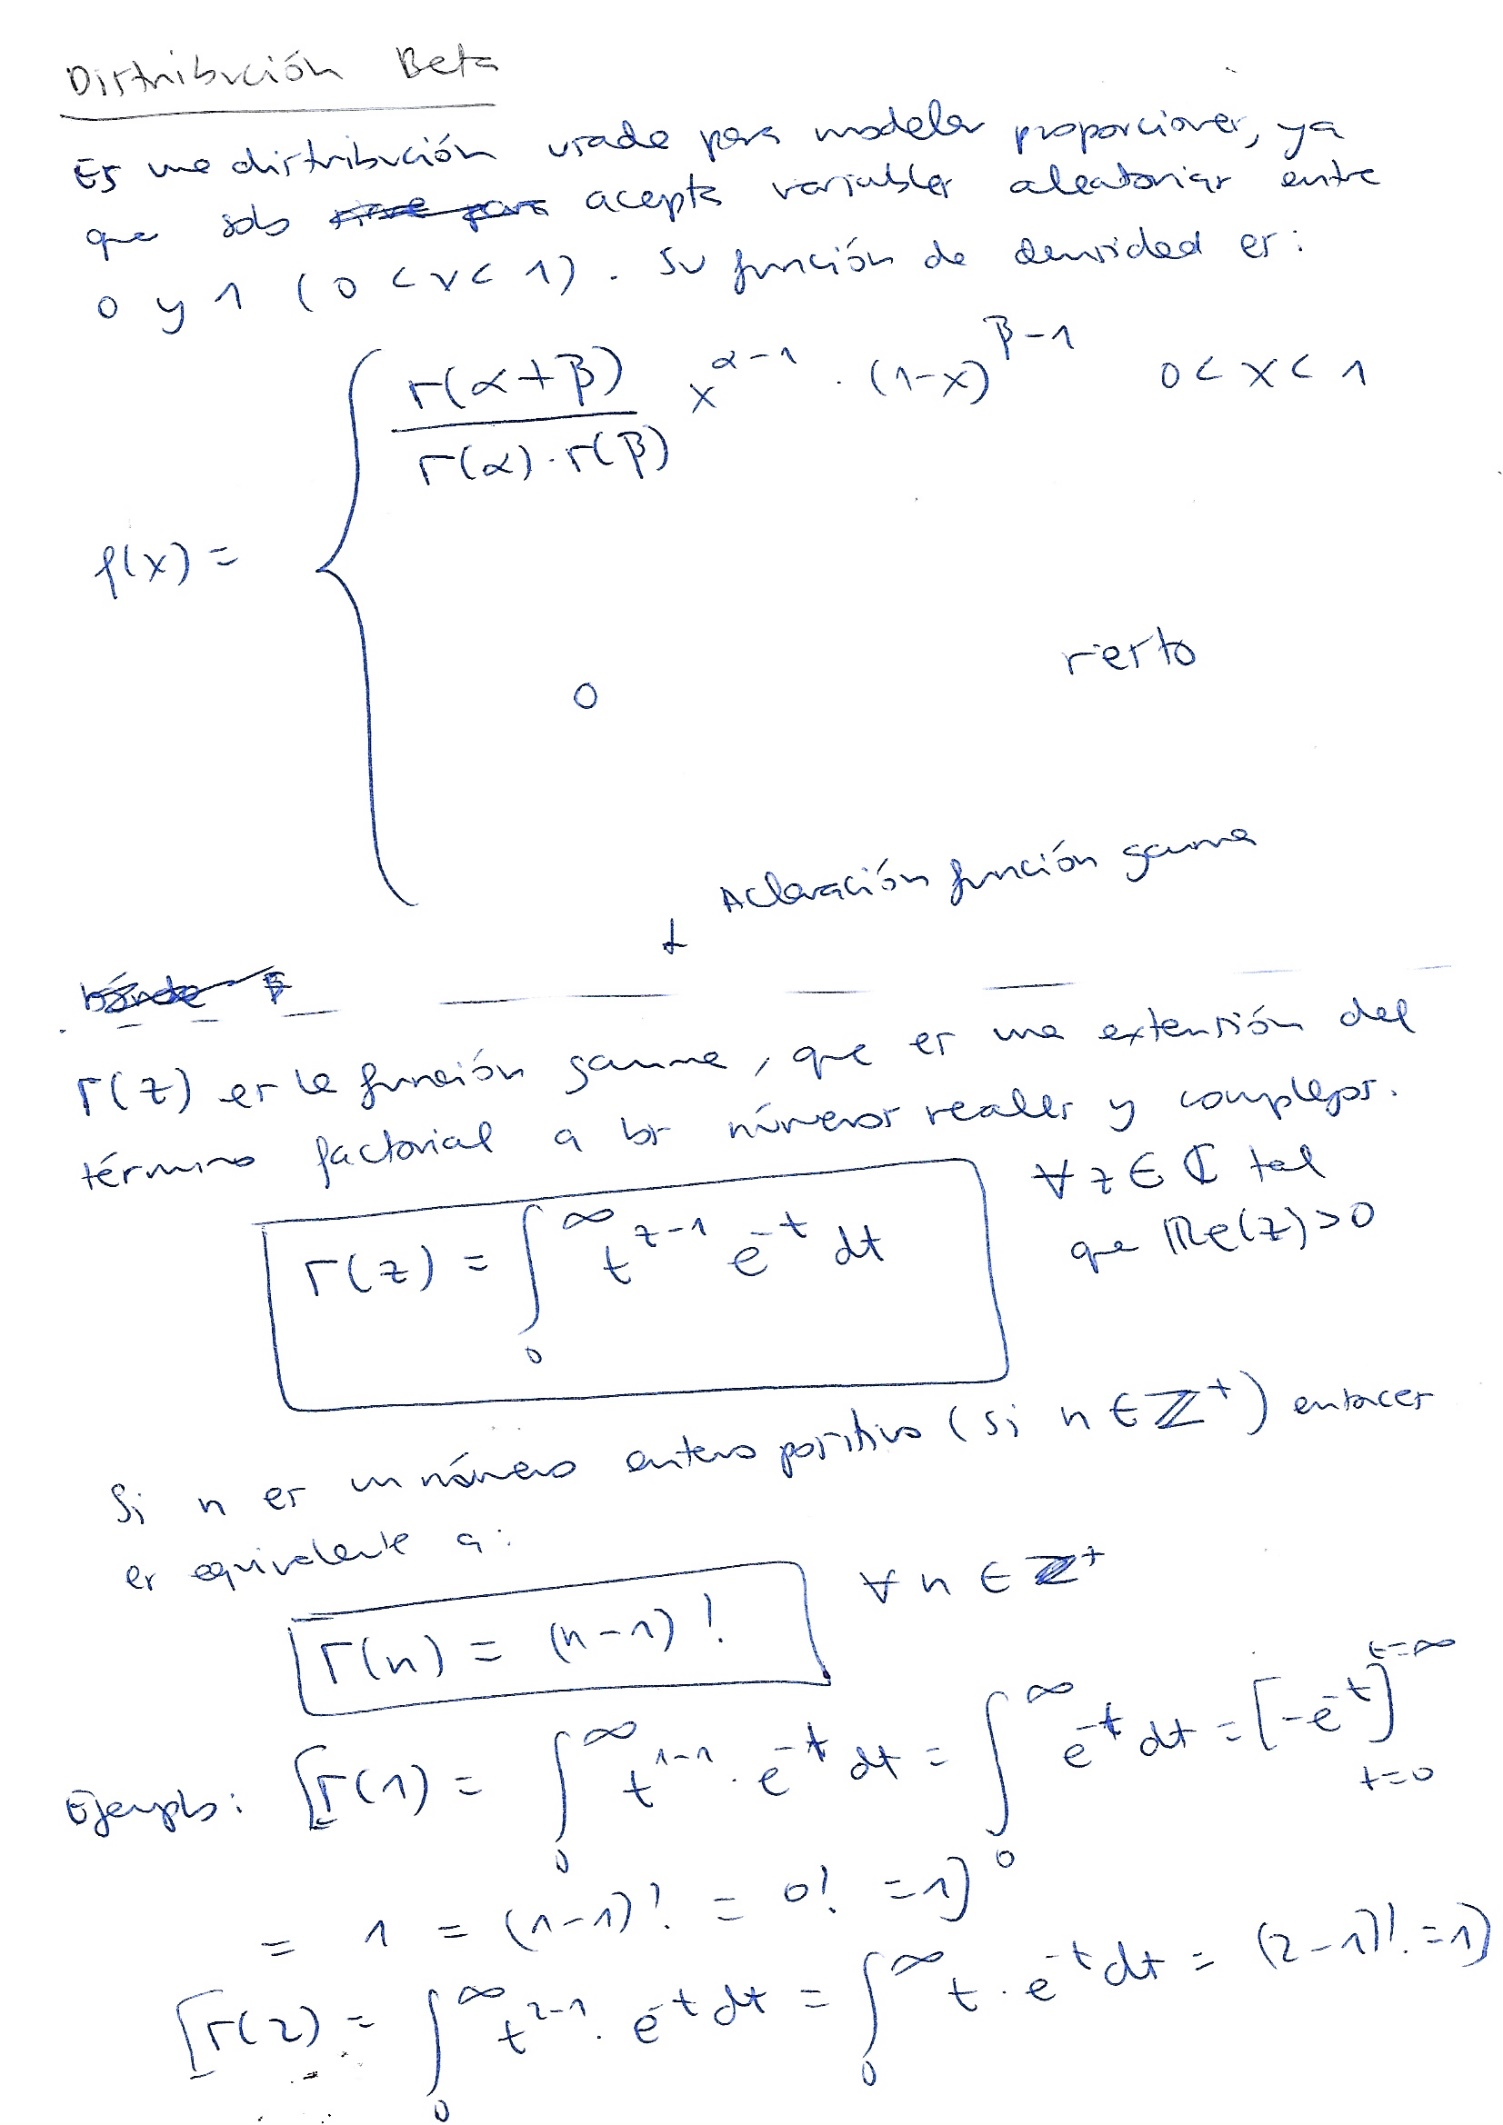 Distribución Beta
Es una distribución usada para modelar proporciones, ya
que solo sirve para acepta variables aleatorias entre
0 y 1 (0 < x < 1). Su función de densidad es:
Γ(α+β) / Γ(α)·Γ(β) x^(α-1) · (1-x)^(β-1) 0 < x < 1
f(x) =
0 resto
Aclaración función gamma
Γ(z) es la función gamma, que es una extensión del
término factorial a los números reales y complejos.
Γ(z) = ∫₀^∞ t^(z-1) e^(-t) dt ∀ z ∈ ℂ tal
que Re(z) > 0
Si n es un número entero positivo (si n ∈ ℤ⁺) entonces
es equivalente a:
Γ(n) = (n-1)! ∀ n ∈ ℤ⁺
Ejemplo: [Γ(1) = ∫₀^∞ t^(1-1) · e^(-t) dt = ∫₀^∞ e^(-t) dt = [-e^(-t)]_(t=0)^(t=∞)
= 1 = (1-1)! = 0! = 1]
[Γ(2) = ∫₀^∞ t^(2-1) · e^(-t) dt = ∫₀^∞ t · e^(-t) dt = (2-1)! = 1]